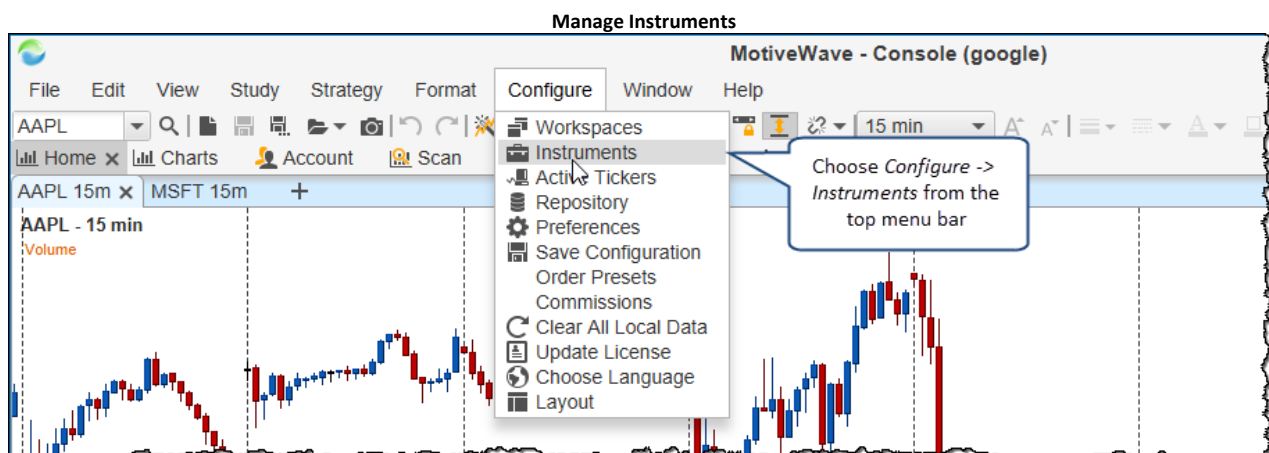 Manage Instruments
MotiveWave - Console (google)
File Edit View Study Strategy Format Configure Window Help
AAPL
15 min
Home Charts Account Scan
AAPL 15m MSFT 15m
AAPL - 15 min
Volume
Workspaces
Instruments
Active Tickers
Repository
Preferences
Save Configuration
Order Presets
Commissions
Clear All Local Data
Update License
Choose Language
Layout
Choose Configure ->
Instruments from the
top menu bar